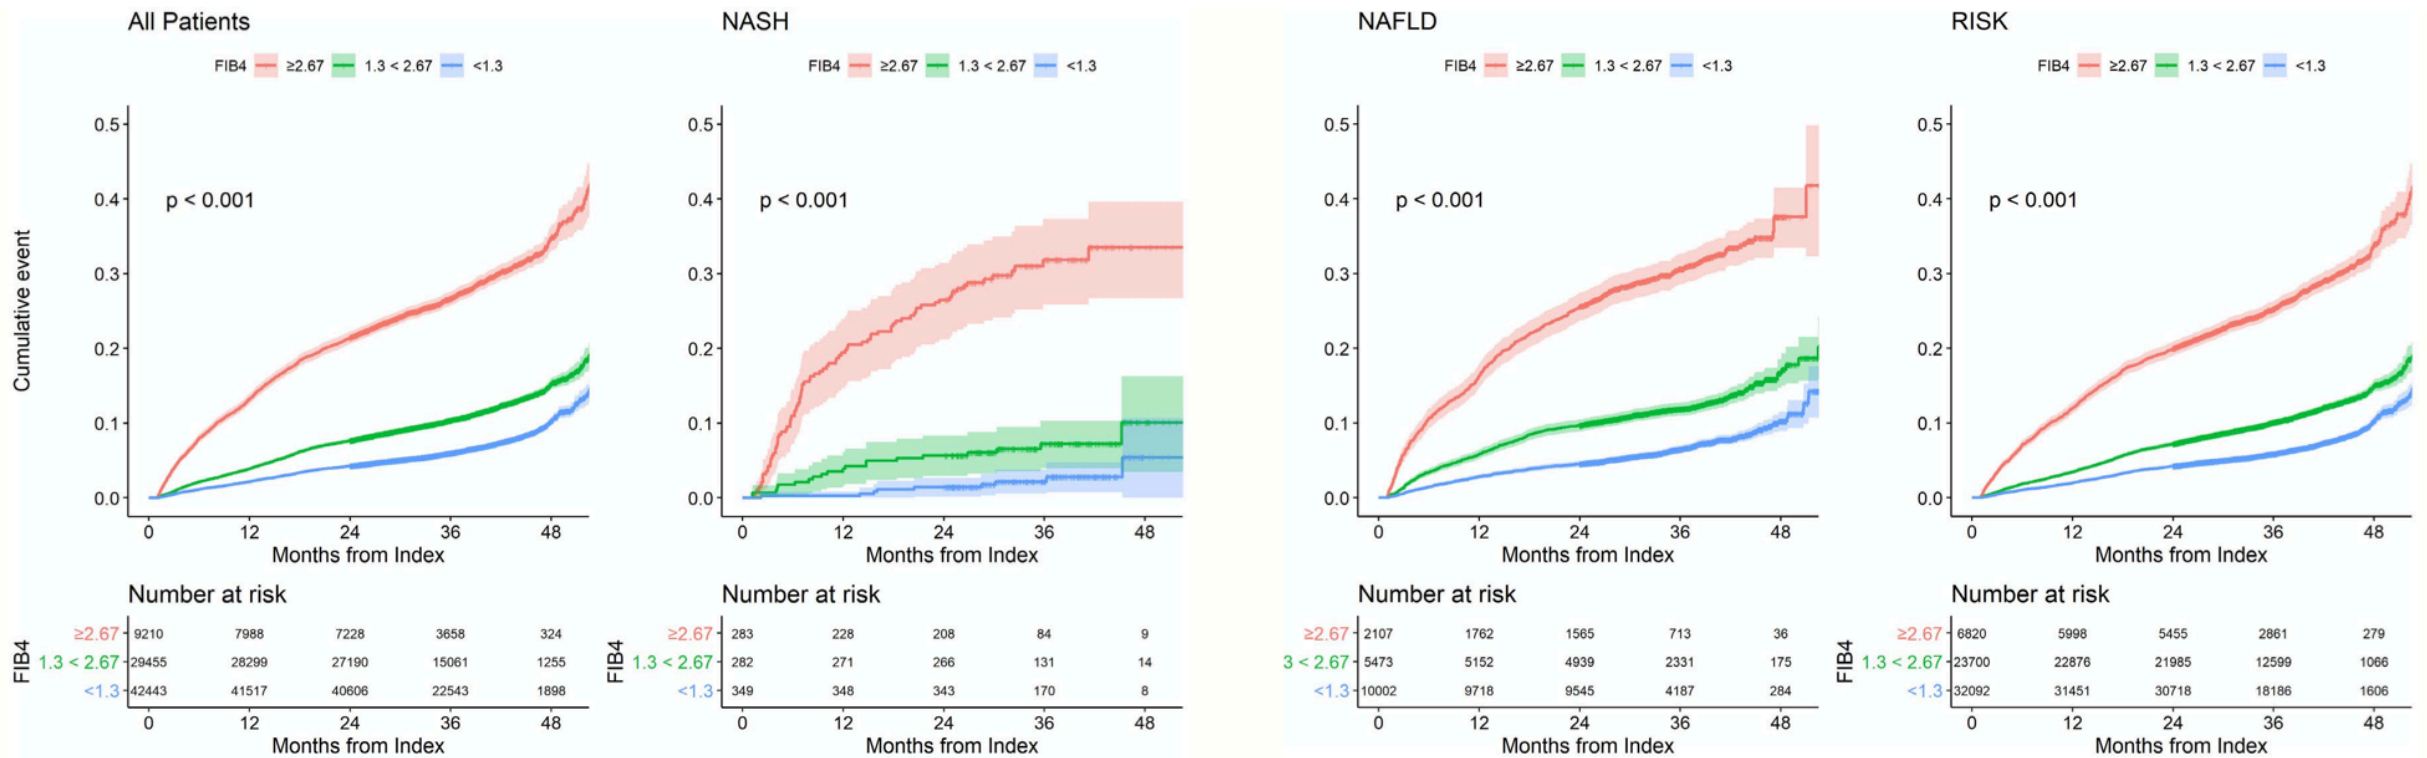 All Patients
FIB4 ≥2.67 1.3 < 2.67 <1.3
Cumulative event
0.5
0.4
0.3
0.2
0.1
0.0
p < 0.001
0 12 24 36 48
Months from Index
Number at risk
FIB4
≥2.67 9210 7988 7228 3658 324
1.3 < 2.67 29455 28299 27190 15061 1255
<1.3 42443 41517 40606 22543 1898
0 12 24 36 48
Months from Index
NASH
FIB4 ≥2.67 1.3 < 2.67 <1.3
0.5
0.4
0.3
0.2
0.1
0.0
p < 0.001
0 12 24 36 48
Months from Index
Number at risk
FIB4
≥2.67 283 228 208 84 9
1.3 < 2.67 282 271 266 131 14
<1.3 349 348 343 170 8
0 12 24 36 48
Months from Index
NAFLD
FIB4 ≥2.67 1.3 < 2.67 <1.3
0.5
0.4
0.3
0.2
0.1
0.0
p < 0.001
0 12 24 36 48
Months from Index
Number at risk
≥2.67 2107 1762 1565 713 36
3 < 2.67 5473 5152 4939 2331 175
<1.3 10002 9718 9545 4187 284
0 12 24 36 48
Months from Index
RISK
FIB4 ≥2.67 1.3 < 2.67 <1.3
0.5
0.4
0.3
0.2
0.1
0.0
p < 0.001
0 12 24 36 48
Months from Index
Number at risk
FIB4
≥2.67 6820 5998 5455 2861 279
1.3 < 2.67 23700 22876 21985 12599 1066
<1.3 32092 31451 30718 18186 1606
0 12 24 36 48
Months from Index